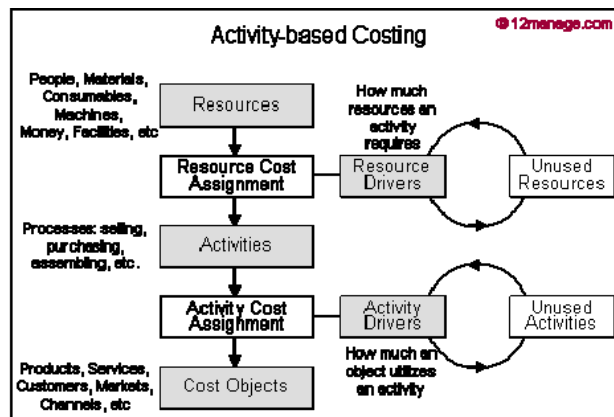 © 12manage.com
Activity-based Costing
People, Materials,
Consumables,
Machines,
Money, Facilities, etc
Resources
How much
resources an
activity
requires
Resource Cost
Assignment
Resource
Drivers
Unused
Resources
Processes: selling,
purchasing,
assembling, etc.
Activities
Activity Cost
Assignment
Activity
Drivers
Unused
Activities
Products, Services,
Customers, Markets,
Channels, etc
Cost Objects
How much an
object utilizes
an activity